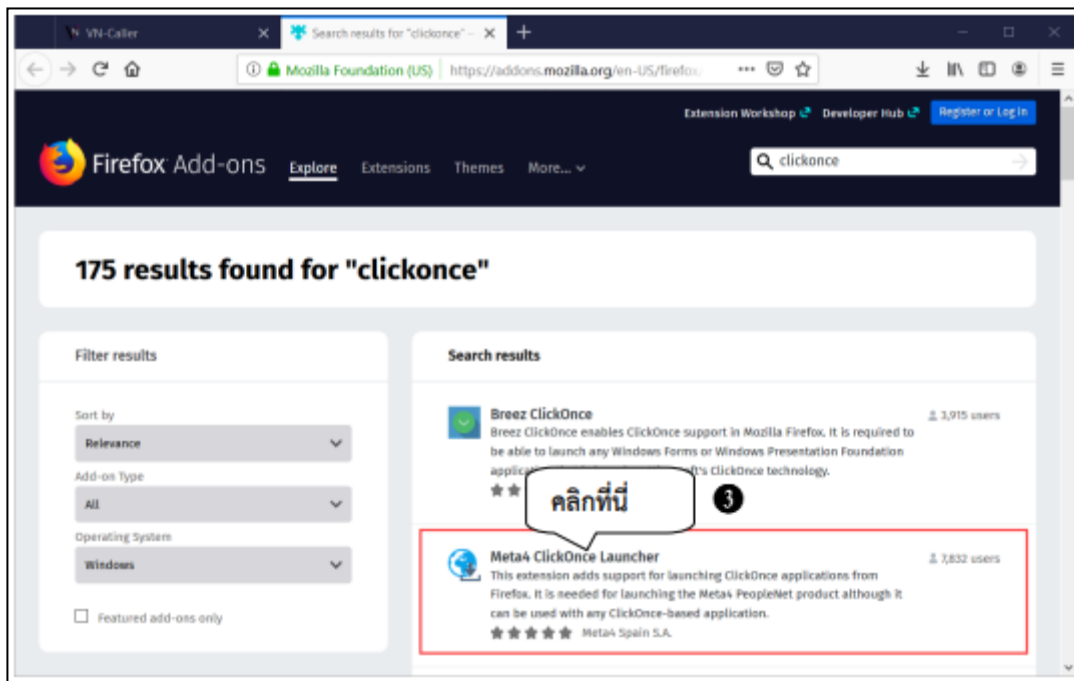 VN-Caller
Search results for "clickonce" –
Mozilla Foundation (US) https://addons.mozilla.org/en-US/firefox/
Extension Workshop Developer Hub Register or Log in
Firefox Add-ons Explore Extensions Themes More... clickonce
175 results found for "clickonce"
Filter results
Sort by
Relevance
Add-on Type
All
Operating System
Windows
Featured add-ons only
Search results
Breez ClickOnce 3,915 users
Breez ClickOnce enables ClickOnce support in Mozilla Firefox. It is required to
be able to launch any Windows Forms or Windows Presentation Foundation
ClickOnce technology.
คลิกที่นี่ 3
Meta4 ClickOnce Launcher 7,832 users
This extension adds support for launching ClickOnce applications from
Firefox. It is needed for launching the Meta4 PeopleNet product although it
can be used with any ClickOnce-based application.
Meta4 Spain S.A.